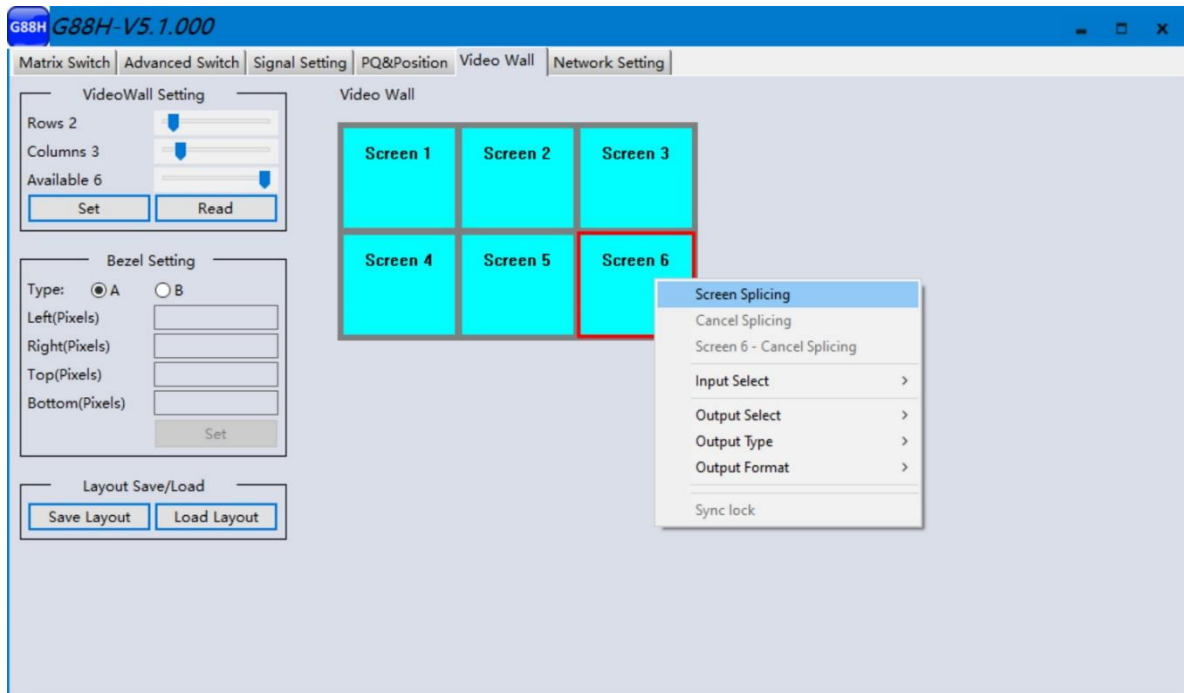 G88H G88H-V5.1.000
Matrix Switch Advanced Switch Signal Setting PQ&Position Video Wall Network Setting
VideoWall Setting
Rows 2
Columns 3
Available 6
Set Read
Bezel Setting
Type: A B
Left(Pixels)
Right(Pixels)
Top(Pixels)
Bottom(Pixels)
Set
Layout Save/Load
Save Layout Load Layout
Video Wall
Screen 1 Screen 2 Screen 3
Screen 4 Screen 5 Screen 6
Screen Splicing
Cancel Splicing
Screen 6 - Cancel Splicing
Input Select
Output Select
Output Type
Output Format
Sync lock